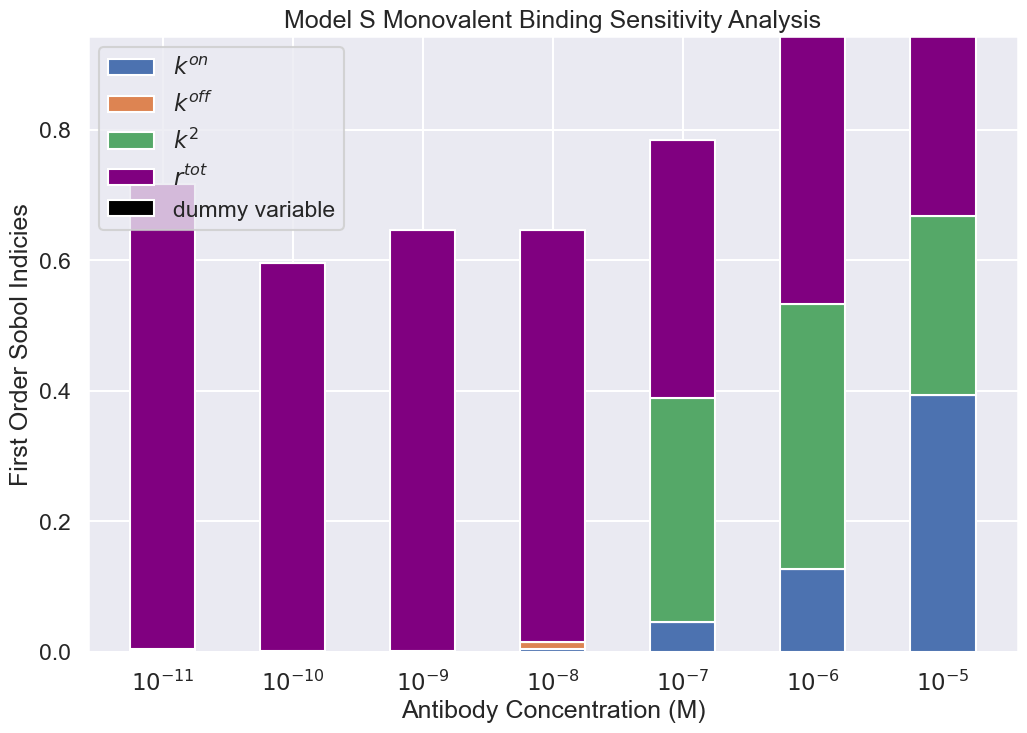 Model S Monovalent Binding Sensitivity Analysis
k^{on}
k^{off}
k^{2}
r^{tot}
dummy variable
First Order Sobol Indicies
0.8
0.6
0.4
0.2
0.0
10^{-11} 10^{-10} 10^{-9} 10^{-8} 10^{-7} 10^{-6} 10^{-5}
Antibody Concentration (M)